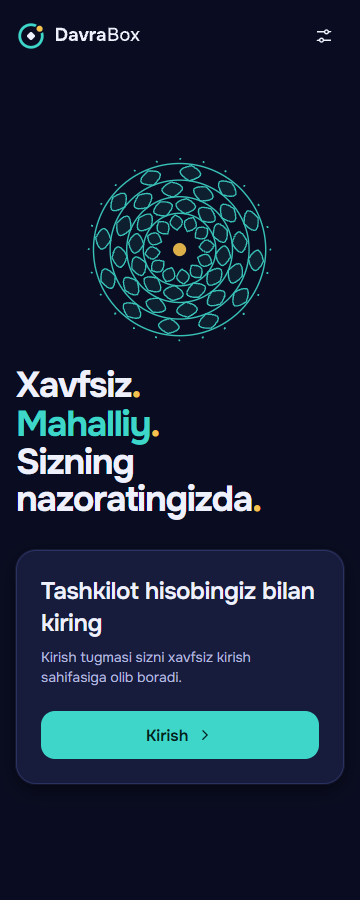 DavraBox
Xavfsiz.
Mahalliy.
Sizning
nazoratingizda.
Tashkilot hisobingiz bilan
kiring
Kirish tugmasi sizni xavfsiz kirish
sahifasiga olib boradi.
Kirish